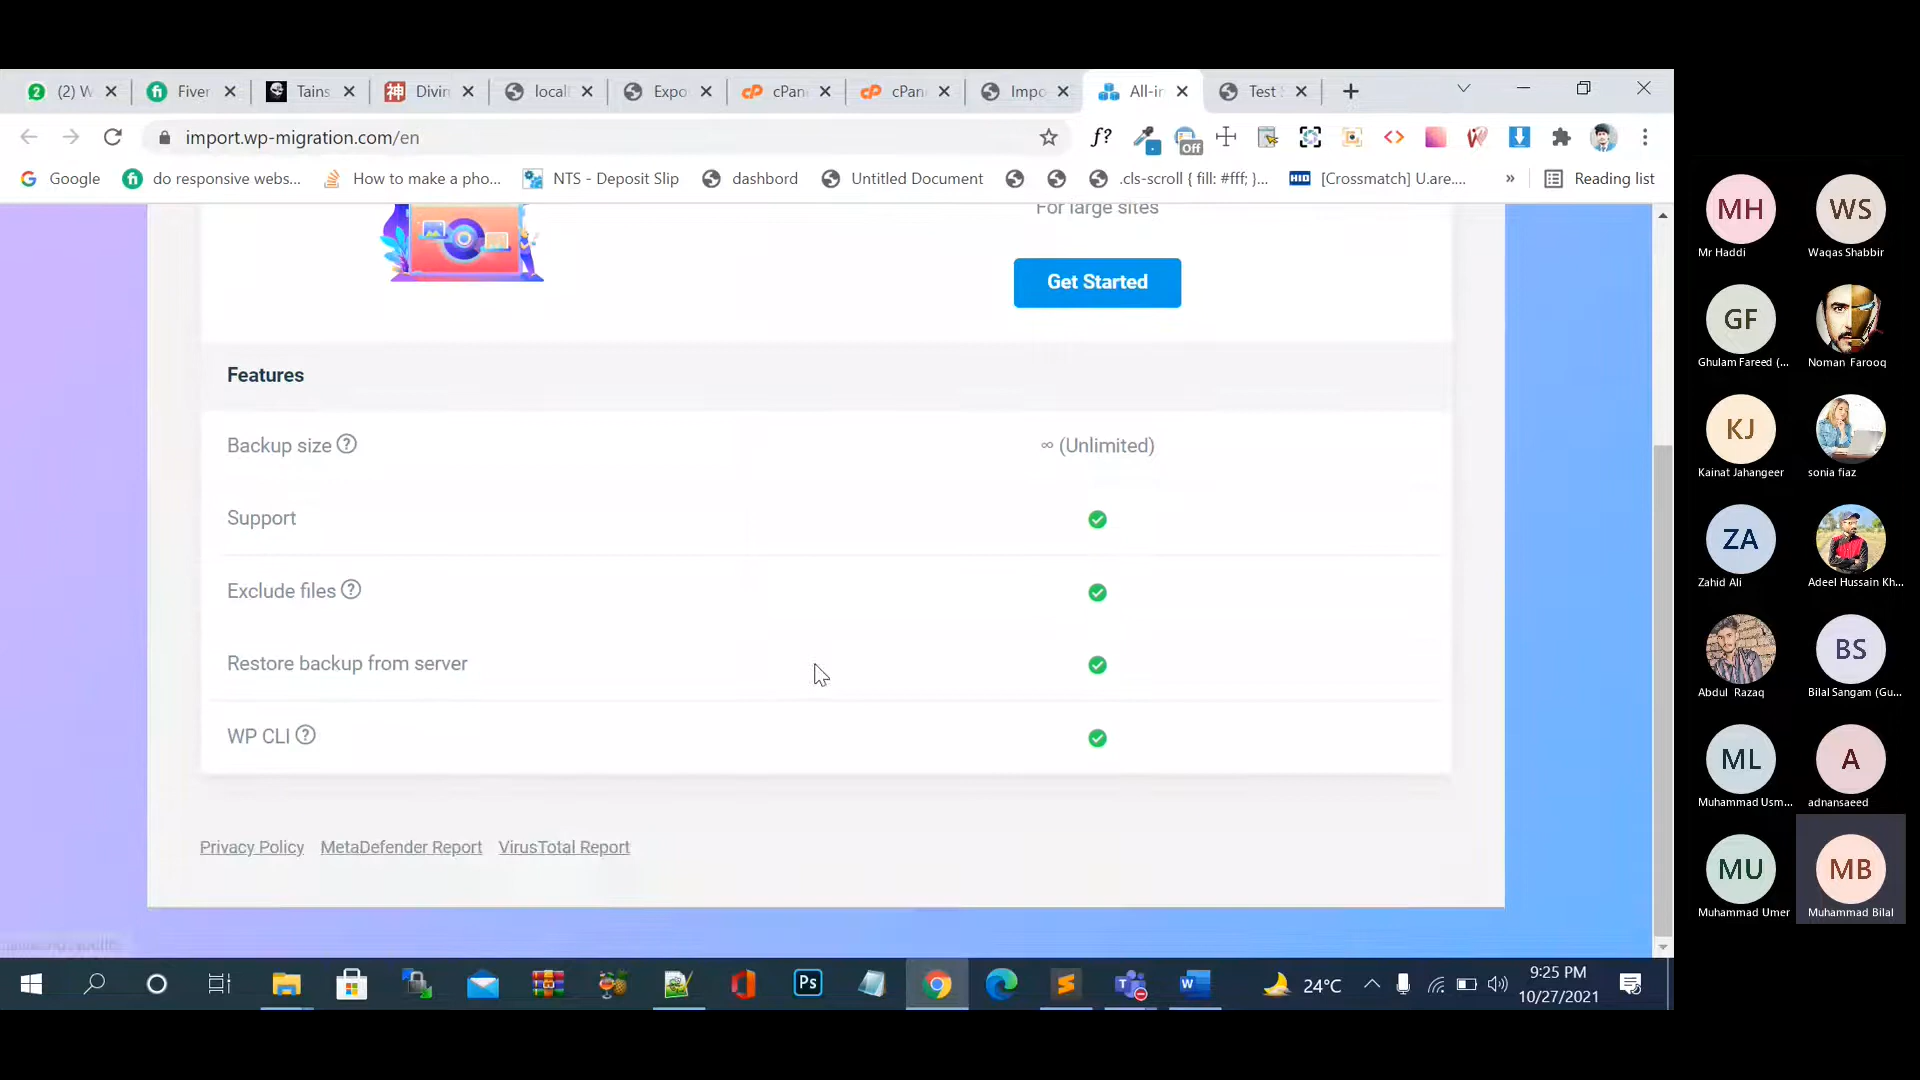 (2) W
Fiver
Tains
Divin
local
Expo
cPan
cPan
Impo
All-in
Test
import.wp-migration.com/en
f?
Off
Google
do responsive webs...
How to make a pho...
NTS - Deposit Slip
dashbord
Untitled Document
.cls-scroll { fill: #fff; }...
HID
[Crossmatch] U.are....
»
Reading list
For large sites
Get Started
Features
Backup size
∞ (Unlimited)
Support
Exclude files
Restore backup from server
WP CLI
Privacy Policy
MetaDefender Report
VirusTotal Report
Ps
24°C
9:25 PM
10/27/2021
MH
Mr Haddi
WS
Waqas Shabbir
GF
Ghulam Fareed (...
Noman Farooq
KJ
Kainat Jahangeer
sonia fiaz
ZA
Zahid Ali
Adeel Hussain Kh...
Abdul Razaq
BS
Bilal Sangam (Gu...
ML
Muhammad Usm...
A
adnansaeed
MU
Muhammad Umer
MB
Muhammad Bilal